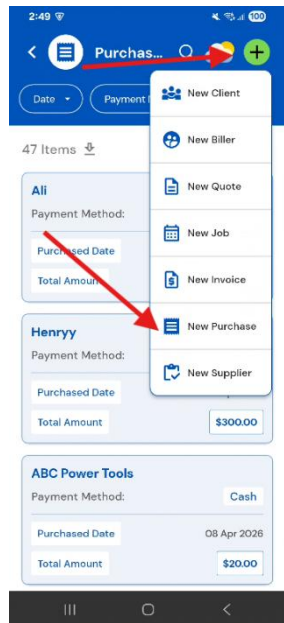 2:49
100
Purchas...
Date
Payment
New Client
New Biller
New Quote
New Job
New Invoice
New Purchase
New Supplier
47 Items
Ali
Payment Method:
Purchased Date
Total Amount
Henryy
Payment Method:
Purchased Date
Total Amount
$300.00
ABC Power Tools
Payment Method:
Cash
Purchased Date
08 Apr 2026
Total Amount
$20.00